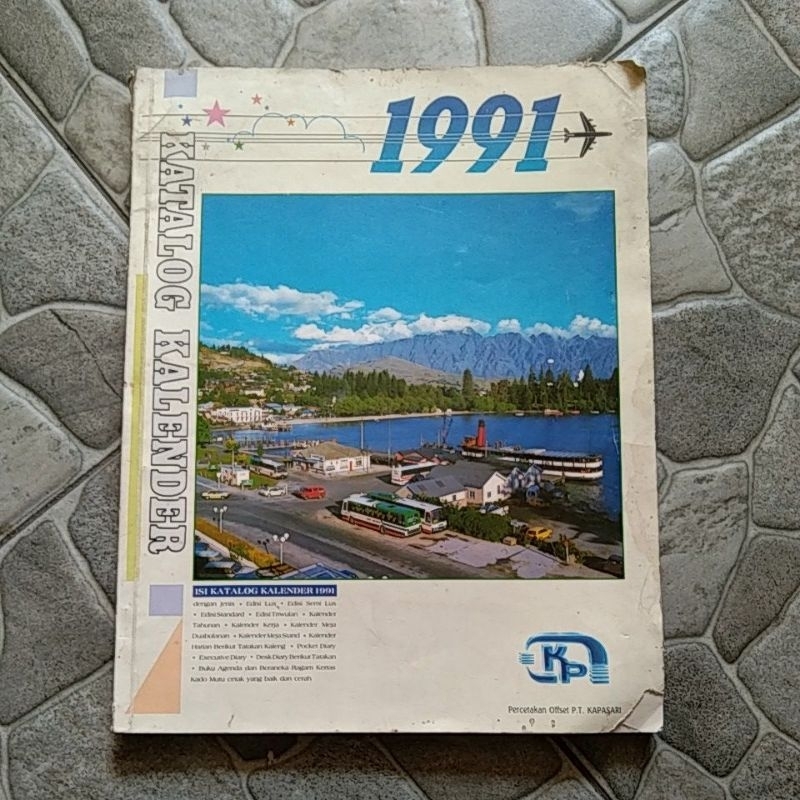 1991
KATALOG KALENDER
ISI KATALOG KALENDER 1991
dengan jenis • Edisi Lux • Edisi Semi Lux
• Edisi Standard • Edisi Triwulan • Kalender
Tahunan • Kalender Kerja • Kalender Meja
Duabulanan • Kalender Meja Stand • Kalender
Harian Berikut Tatakan Kaleng • Pocket Diary
• Executive Diary • Desk Diary Berikut Tatakan
• Buku Agenda dan Beraneka Ragam Kertas
Kado Mutu cetak yang baik dan cerah
KP
Percetakan Offset P.T. KAPASARI